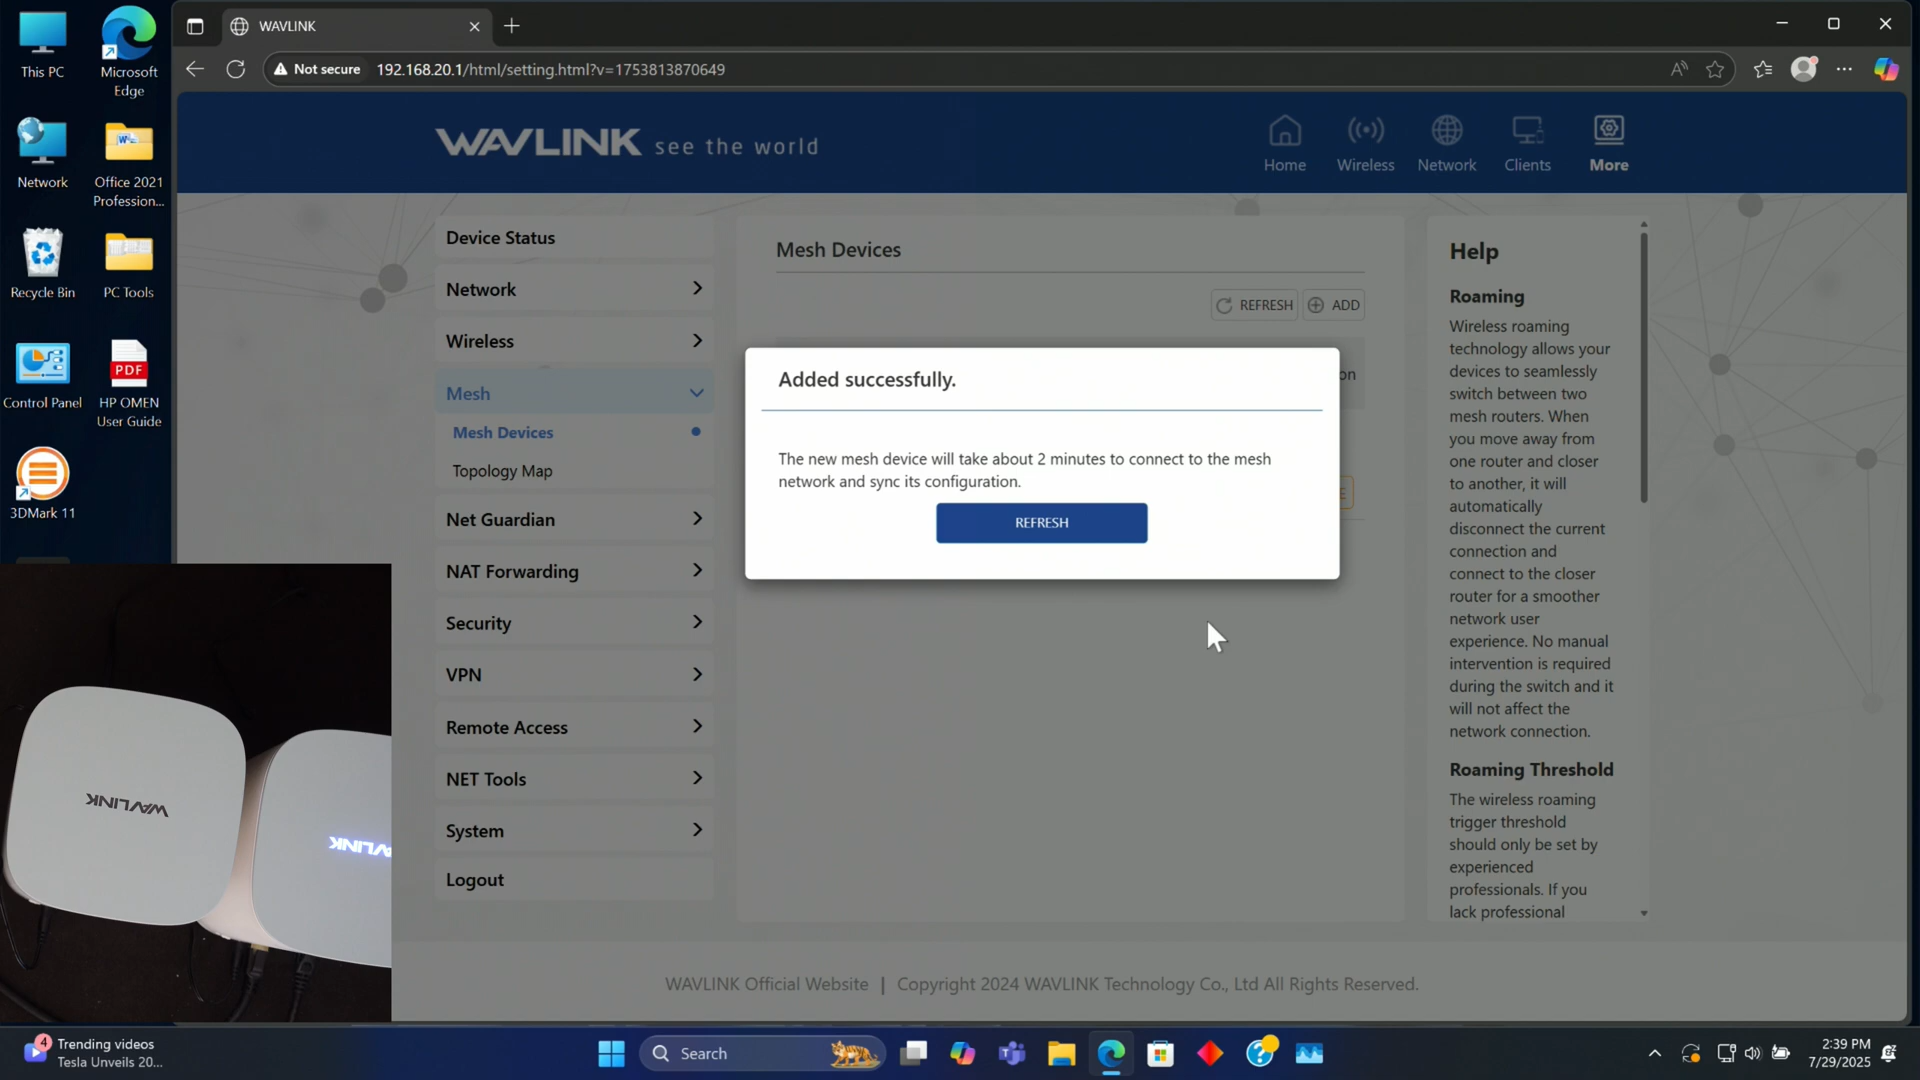 This PC
Microsoft
Edge
Network
Office 2021
Profession...
Recycle Bin
PC Tools
PDF
Control Panel
HP OMEN
User Guide
3DMark 11
WAVLINK
Not secure
192.168.20.1/html/setting.html?v=1753813870649
WAVLINK see the world
Home
Wireless
Network
Clients
More
Device Status
Network
Wireless
Mesh
Mesh Devices
Topology Map
Net Guardian
NAT Forwarding
Security
VPN
Remote Access
NET Tools
System
Logout
Mesh Devices
REFRESH
ADD
on
Added successfully.
The new mesh device will take about 2 minutes to connect to the mesh
network and sync its configuration.
REFRESH
Help
Roaming
Wireless roaming
technology allows your
devices to seamlessly
switch between two
mesh routers. When
you move away from
one router and closer
to another, it will
automatically
disconnect the current
connection and
connect to the closer
router for a smoother
network user
experience. No manual
intervention is required
during the switch and it
will not affect the
network connection.
Roaming Threshold
The wireless roaming
trigger threshold
should only be set by
experienced
professionals. If you
lack professional
WAVLINK
WAVLINK Official Website | Copyright 2024 WAVLINK Technology Co., Ltd All Rights Reserved.
4
Trending videos
Tesla Unveils 20...
Search
2:39 PM
7/29/2025